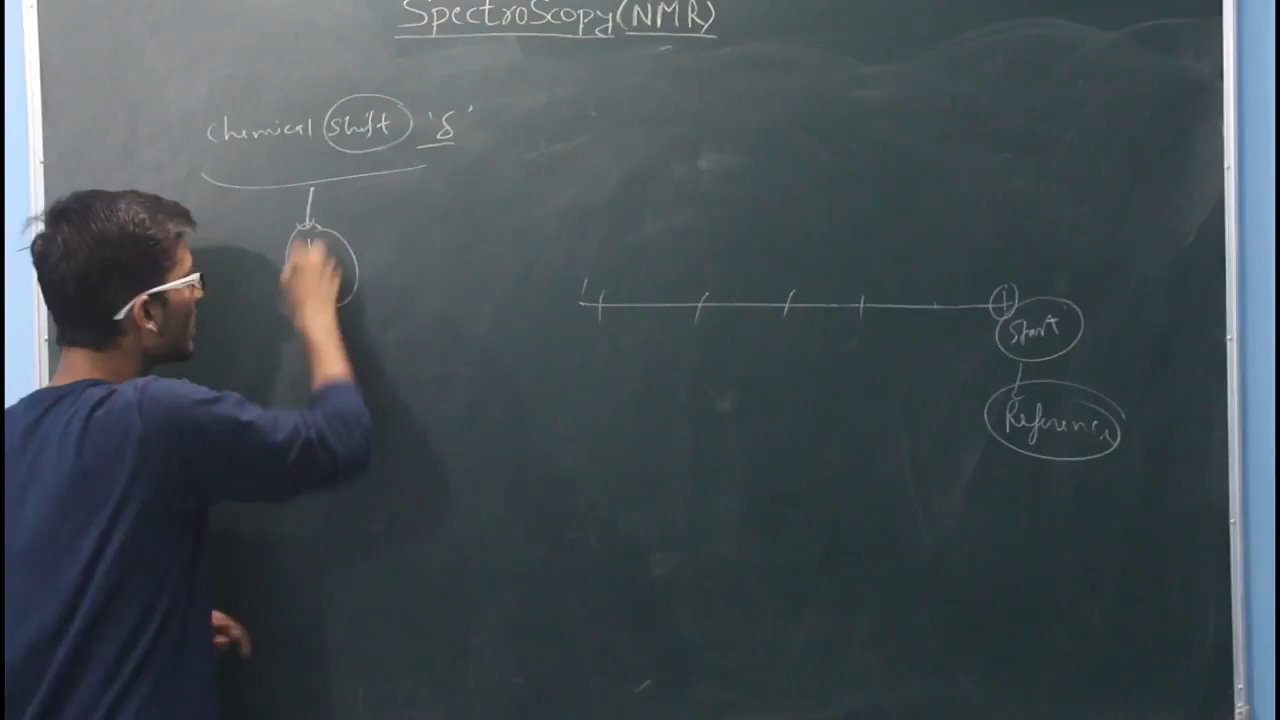 SpectroScopy (NMR)
chemical shift 'δ'
Start
Reference